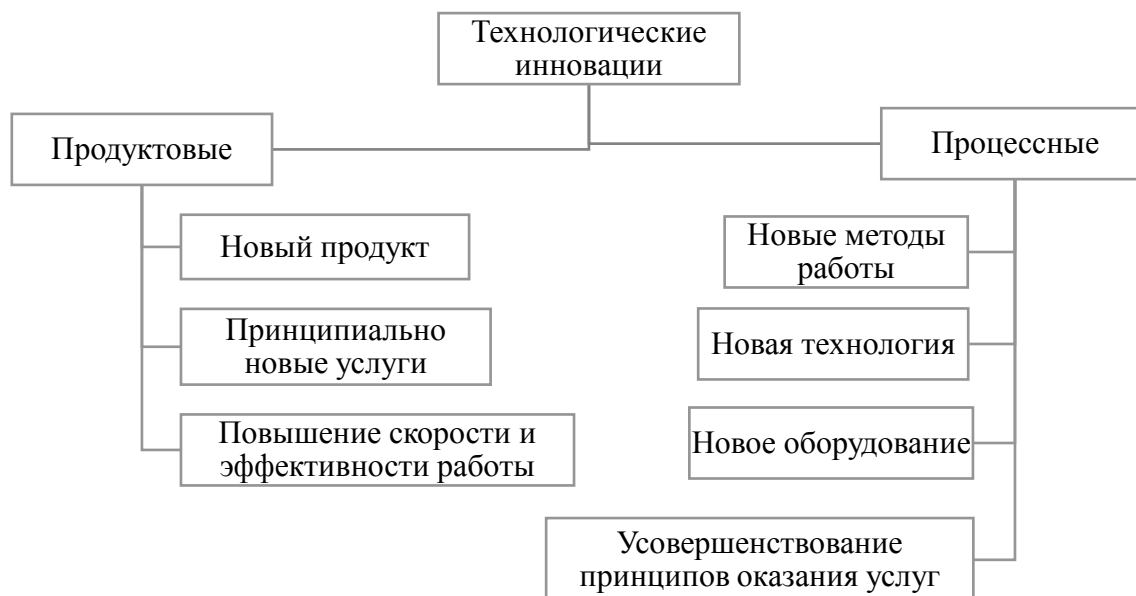 Технологические
инновации
Продуктовые
Процессные
Новый продукт
Принципиально
новые услуги
Повышение скорости и
эффективности работы
Новые методы
работы
Новая технология
Новое оборудование
Усовершенствование
принципов оказания услуг